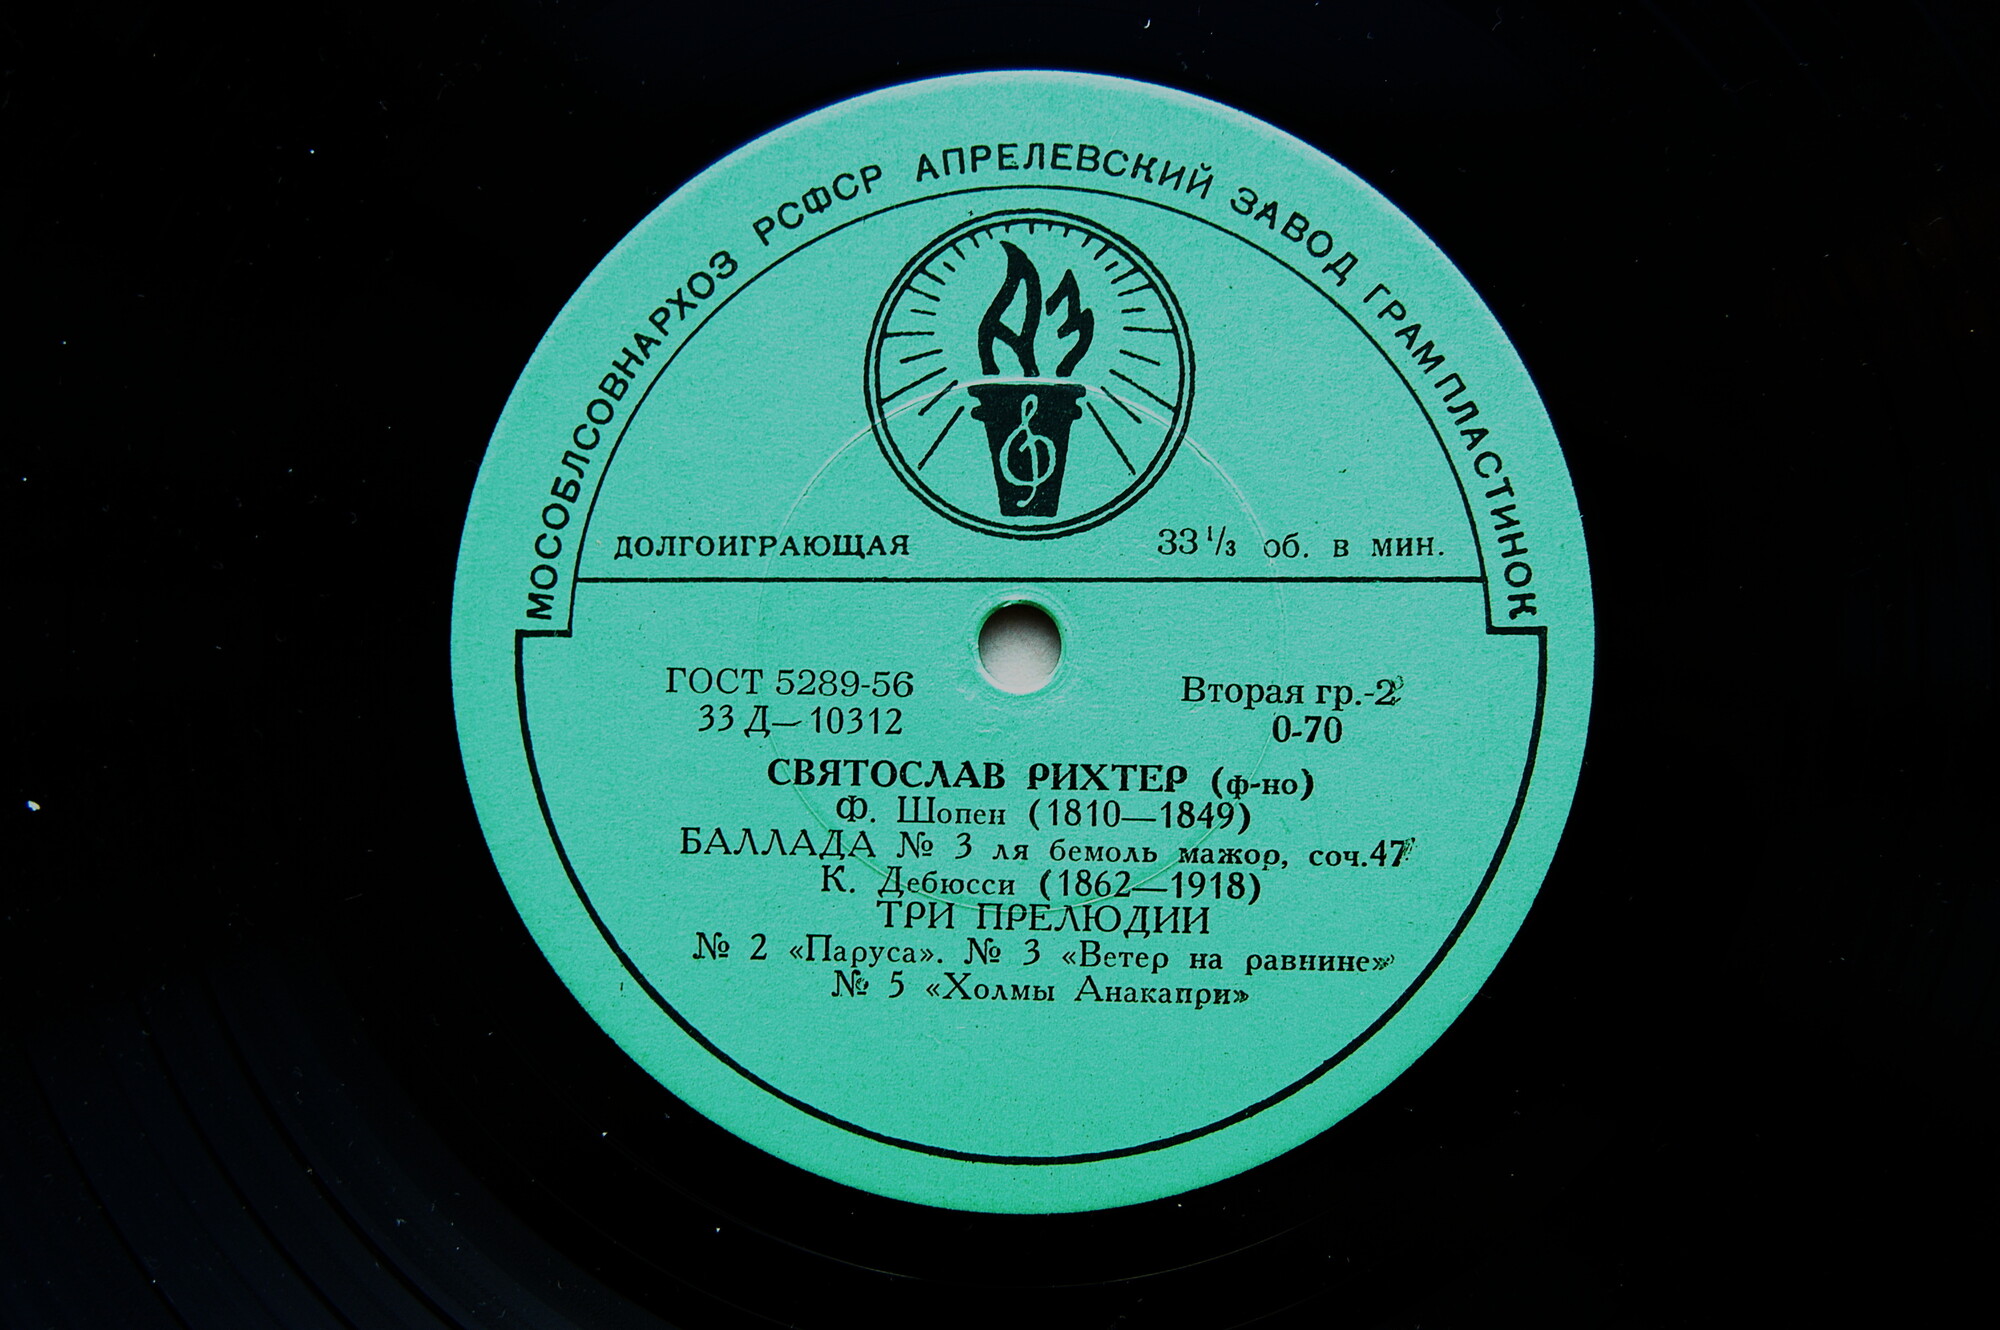 МОСОБЛСОВНАРХОЗ РСФСР АПРЕЛЕВСКИЙ ЗАВОД ГРАМПЛАСТИНОК
АЗ
ДОЛГОИГРАЮЩАЯ 33 1/3 об. в мин.
ГОСТ 5289-56 Вторая гр.-2
33 Д—10312 0-70
СВЯТОСЛАВ РИХТЕР (ф-но)
Ф. Шопен (1810—1849)
БАЛЛАДА № 3 ля бемоль мажор, соч.47
К. Дебюсси (1862—1918)
ТРИ ПРЕЛЮДИИ
№ 2 «Паруса». № 3 «Ветер на равнине»
№ 5 «Холмы Анакапри»